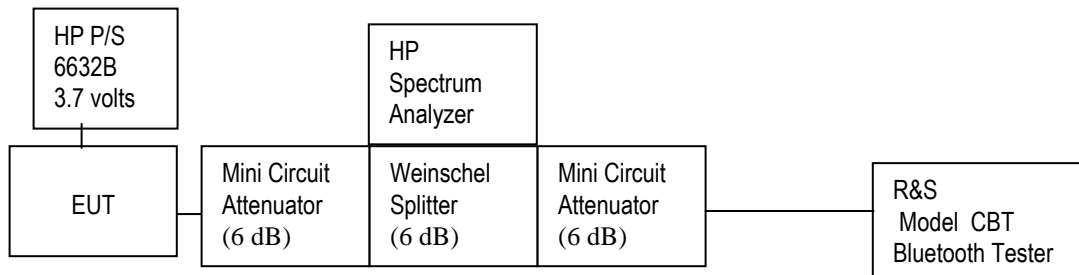 HP P/S
6632B
3.7 volts
HP
Spectrum
Analyzer
EUT
Mini Circuit
Attenuator
(6 dB)
Weinschel
Splitter
(6 dB)
Mini Circuit
Attenuator
(6 dB)
R&S
Model CBT
Bluetooth Tester